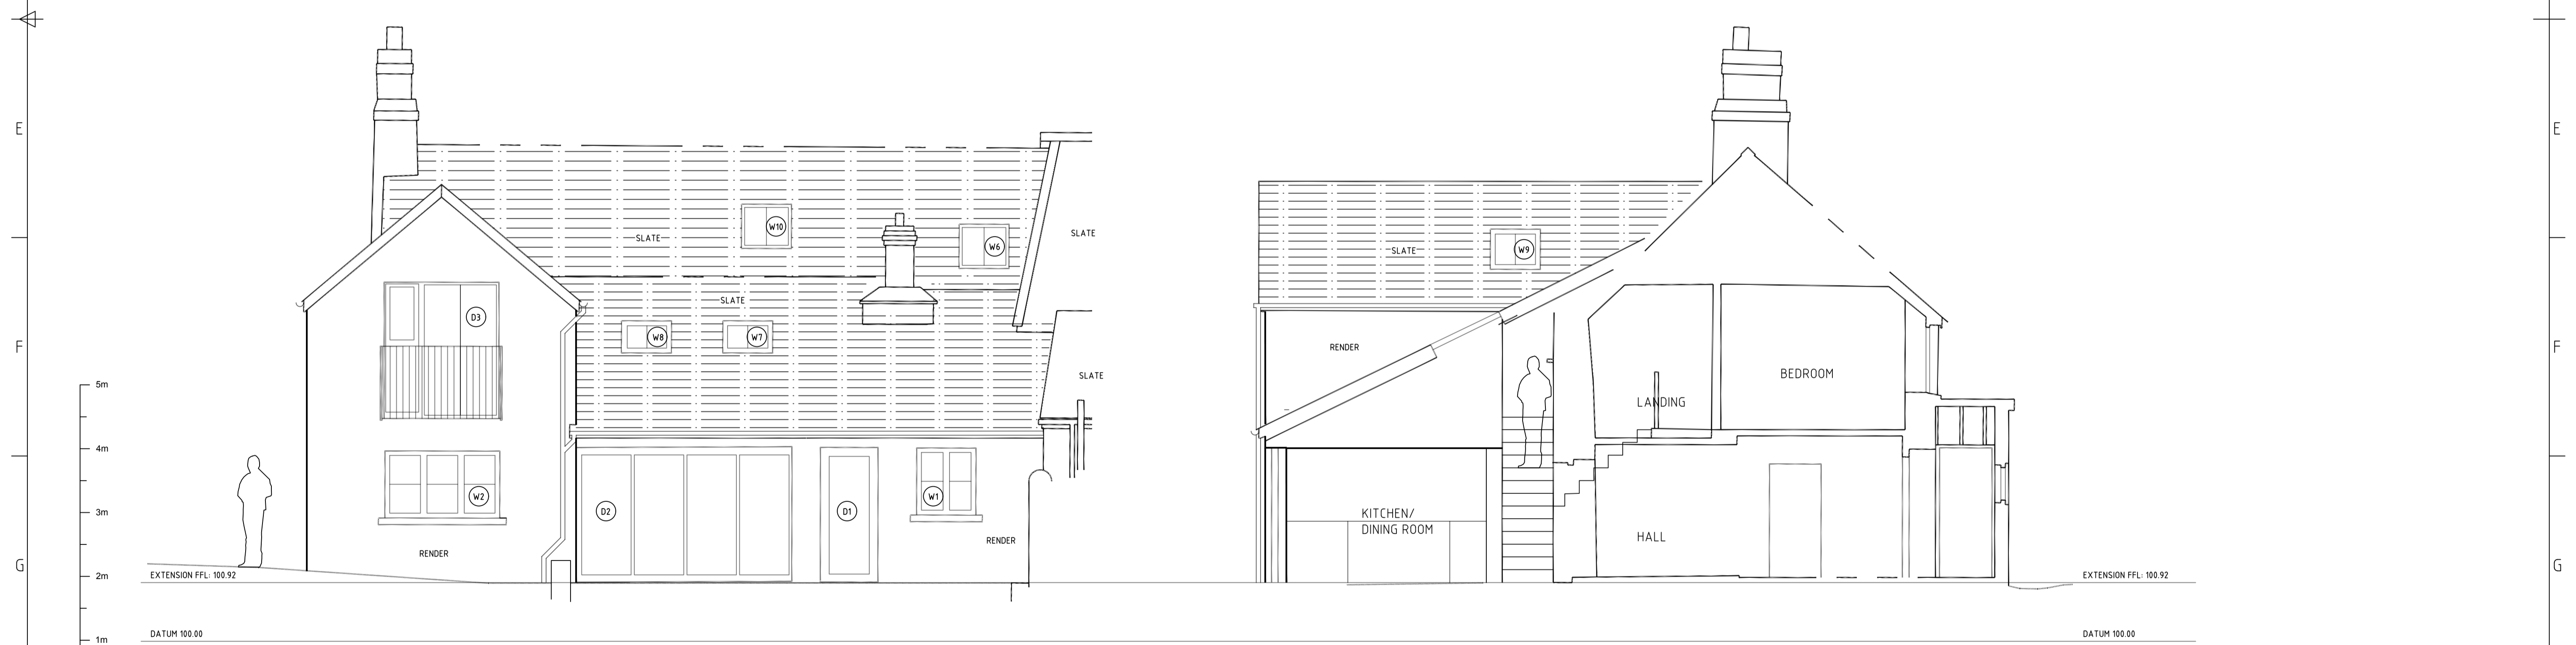 E
F
G
5m
4m
3m
2m
1m
D3
W2
RENDER
EXTENSION FFL: 100.92
DATUM 100.00
SLATE
W10
W6
SLATE
W8
W7
D2
D1
W1
RENDER
SLATE
SLATE
SLATE
W9
RENDER
KITCHEN/
DINING ROOM
LANDING
BEDROOM
HALL
EXTENSION FFL: 100.92
DATUM 100.00
E
F
G